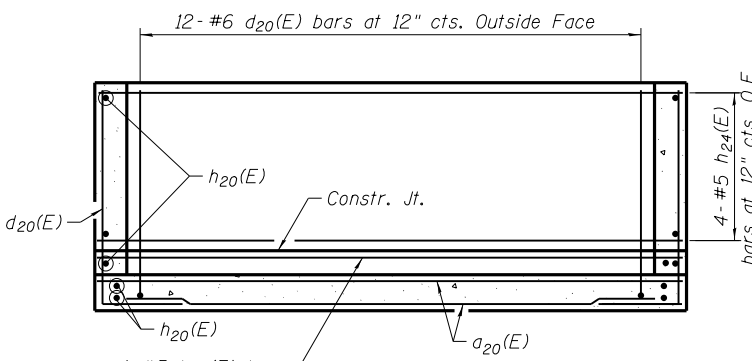 12-#6 d20(E) bars at 12" cts. Outside Face
4-#5 h24(E)
bars at 12" cts. O.F.
h20(E)
Constr. Jt.
d20(E)
h20(E)
a20(E)